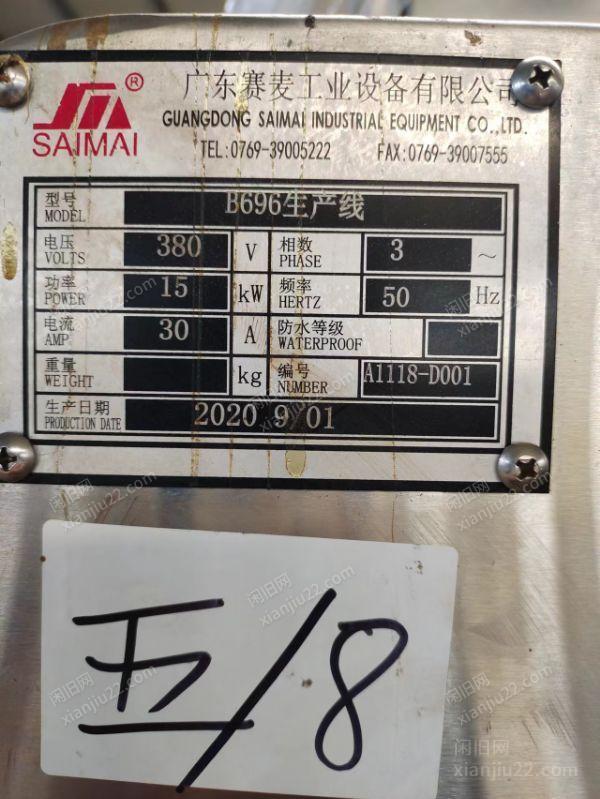 广东赛麦工业设备有限公司
SAIMAI®
GUANGDONG SAIMAI INDUSTRIAL EQUIPMENT CO.,LTD.
TEL:0769-39005222 FAX:0769-39007555
型号 MODEL B696生产线
电压 VOLTS 380 V 相数 PHASE 3 ~
功率 POWER 15 kW 频率 HERTZ 50 Hz
电流 AMP 30 A 防水等级 WATERPROOF
重量 WEIGHT kg 编号 NUMBER A1118-D001
生产日期 PRODUCTION DATE 2020 9 01
/8
闲旧网
xianjiu22.com